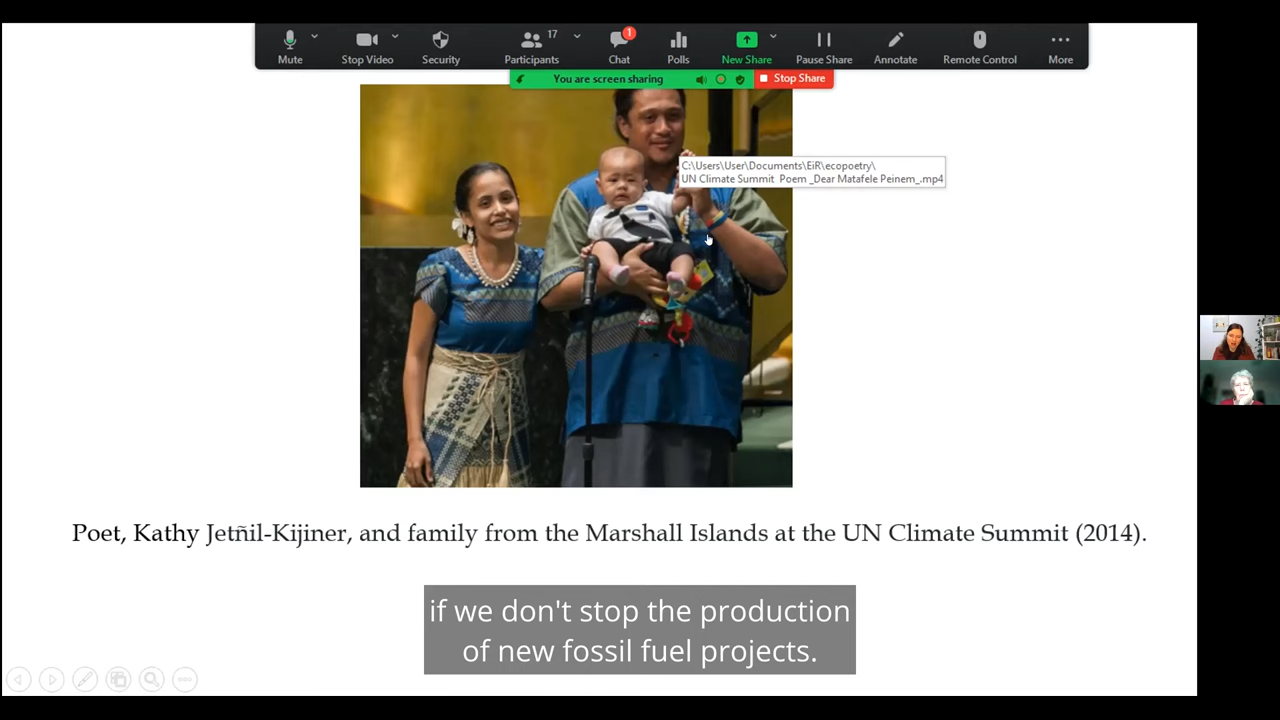 17
1
Mute
Stop Video
Security
Participants
Chat
Polls
New Share
Pause Share
Annotate
Remote Control
More
You are screen sharing
Stop Share
C:\Users\User\Documents\EiR\ecopoetry\
UN Climate Summit  Poem _Dear Matafele Peinem_.mp4
Poet, Kathy Jetñil-Kijiner, and family from the Marshall Islands at the UN Climate Summit (2014).
if we don't stop the production
of new fossil fuel projects.